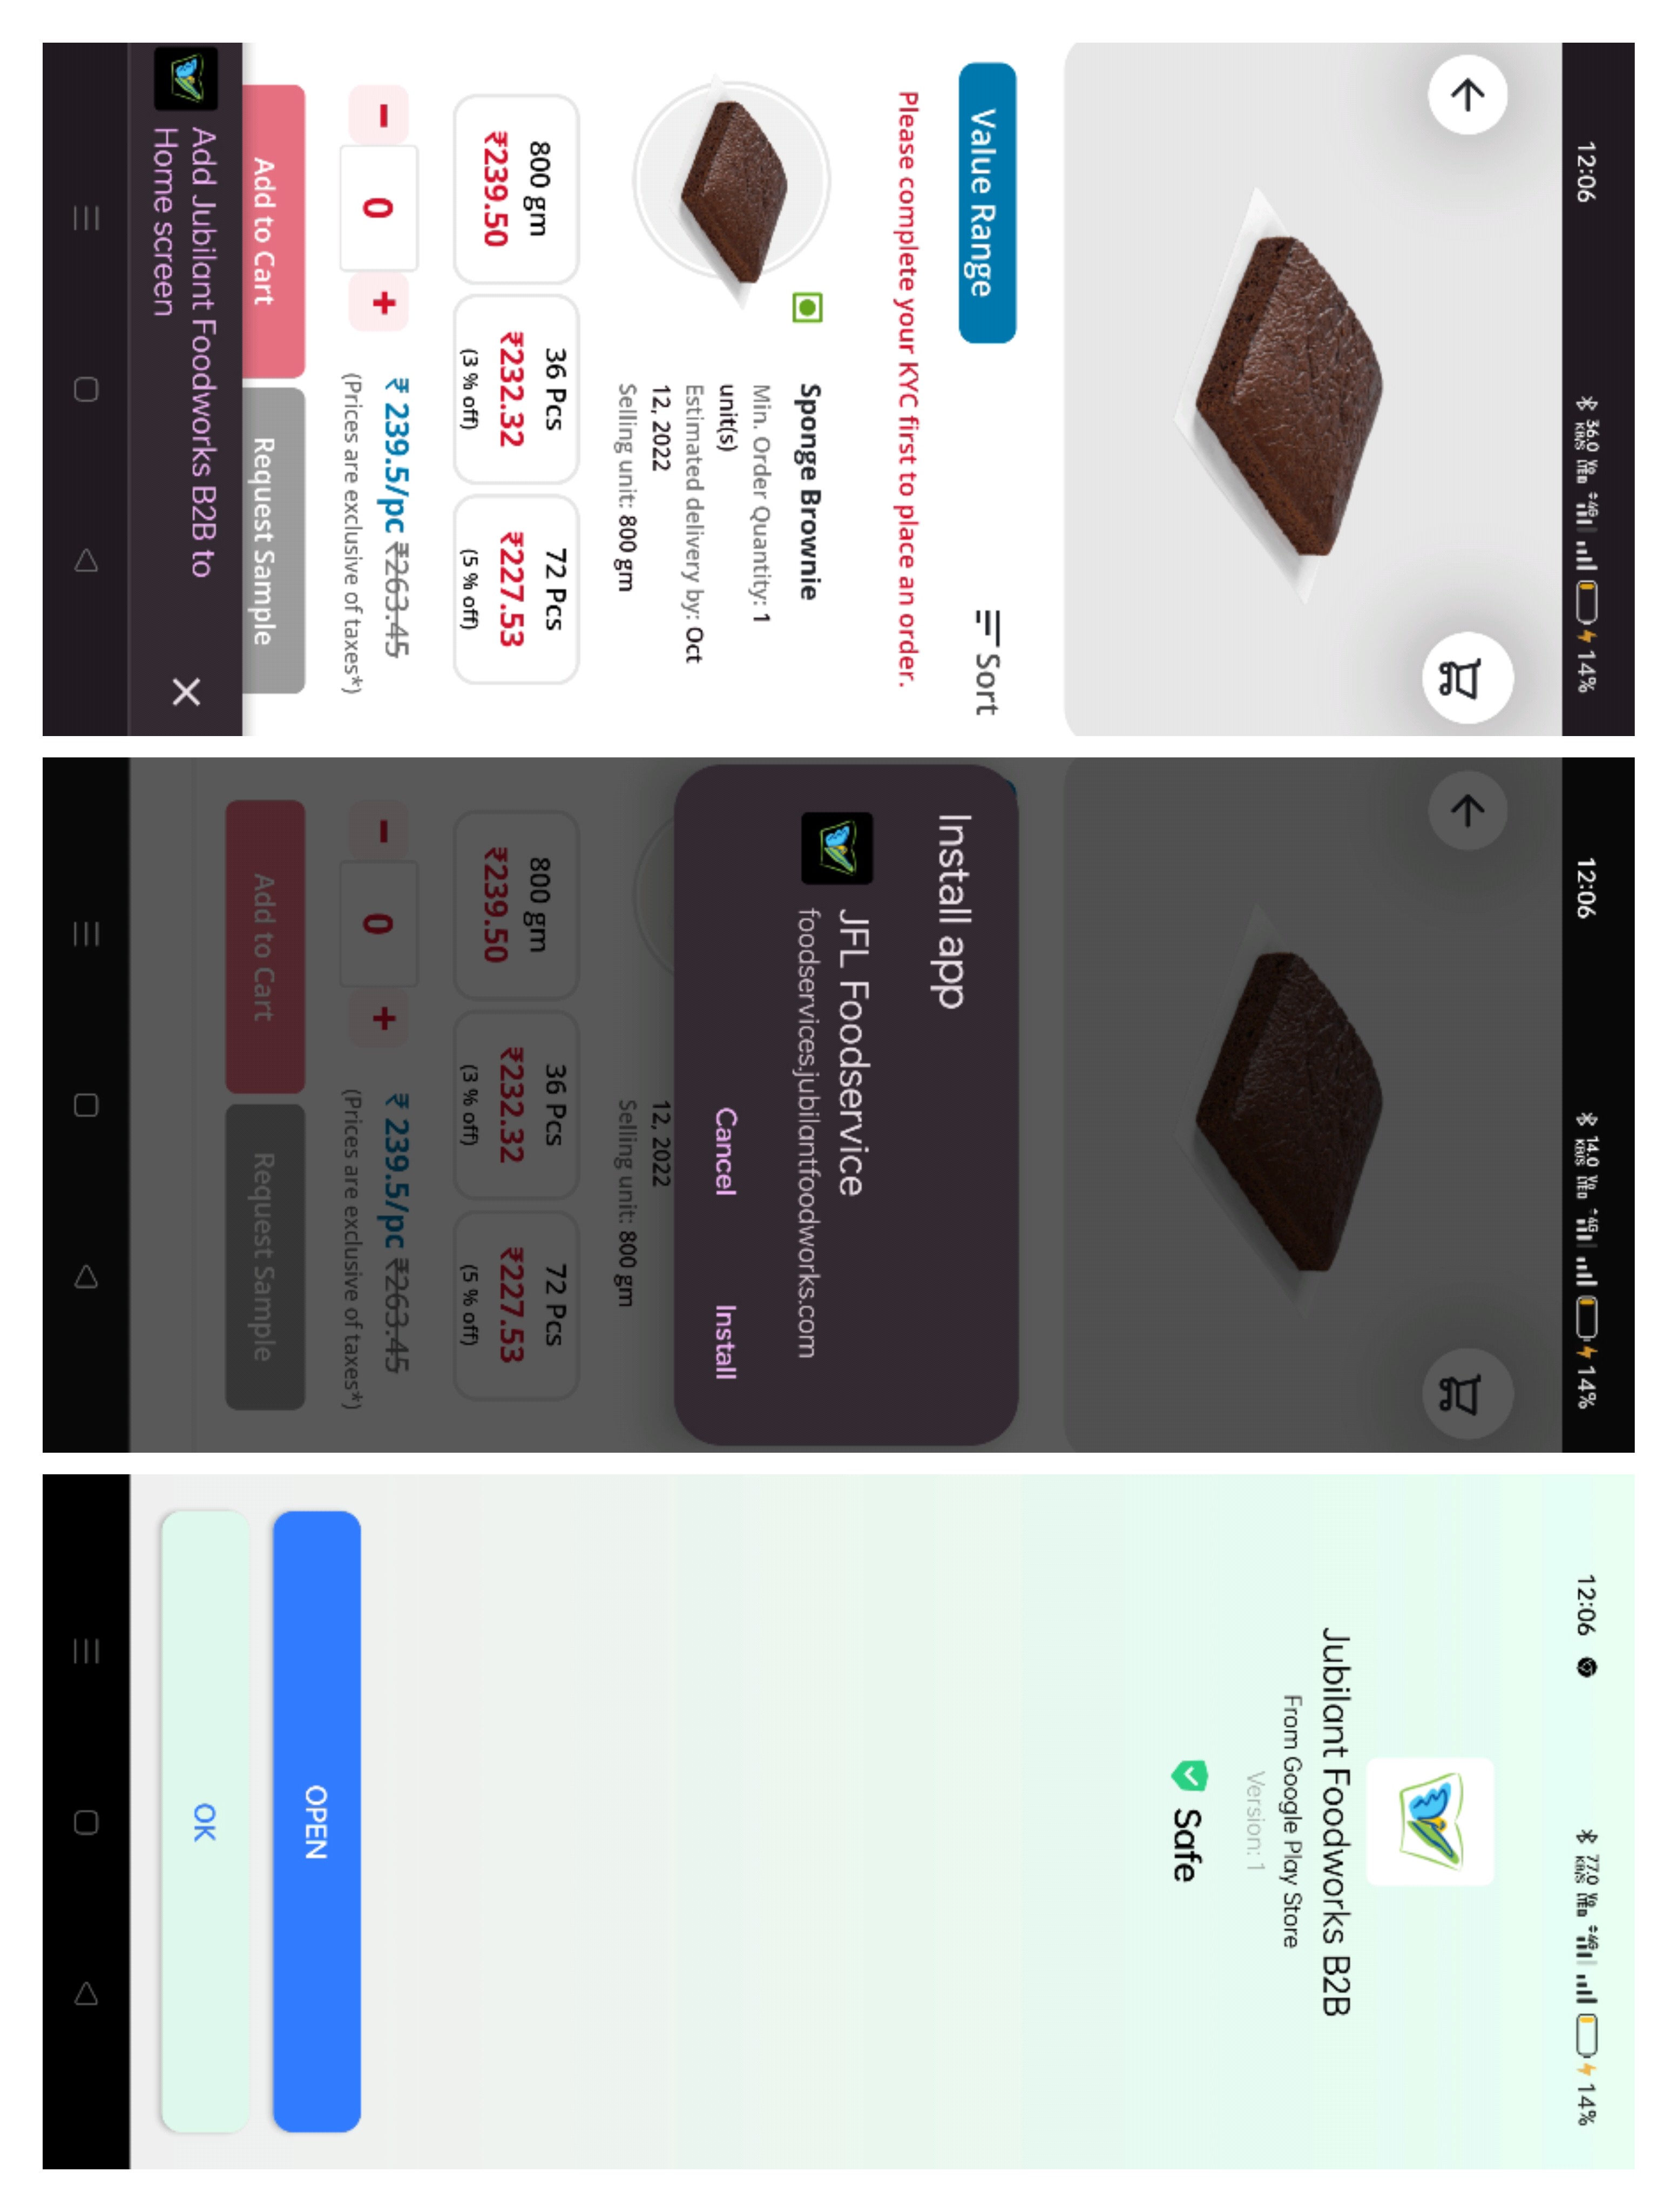 12:06
36.0 KB/S
4G
14%
Value Range
Sort
Please complete your KYC first to place an order.
Sponge Brownie
Min. Order Quantity: 1
unit(s)
Estimated delivery by: Oct
12, 2022
Selling unit: 800 gm
800 gm
₹239.50
36 Pcs
₹232.32
(3 % off)
72 Pcs
₹227.53
(5 % off)
0
₹ 239.5/pc ₹263.45
(Prices are exclusive of taxes*)
Add to Cart
Request Sample
Add Jubilant Foodworks B2B to
Home screen
12:06
14.0 KB/S
4G
14%
Install app
JFL Foodservice
foodservices.jubilantfoodworks.com
Cancel
Install
12, 2022
Selling unit: 800 gm
800 gm
₹239.50
36 Pcs
₹232.32
(3 % off)
72 Pcs
₹227.53
(5 % off)
0
₹ 239.5/pc ₹263.45
(Prices are exclusive of taxes*)
Add to Cart
Request Sample
12:06
77.0 KB/S
4G
14%
Jubilant Foodworks B2B
From Google Play Store
Version: 1
Safe
OPEN
OK